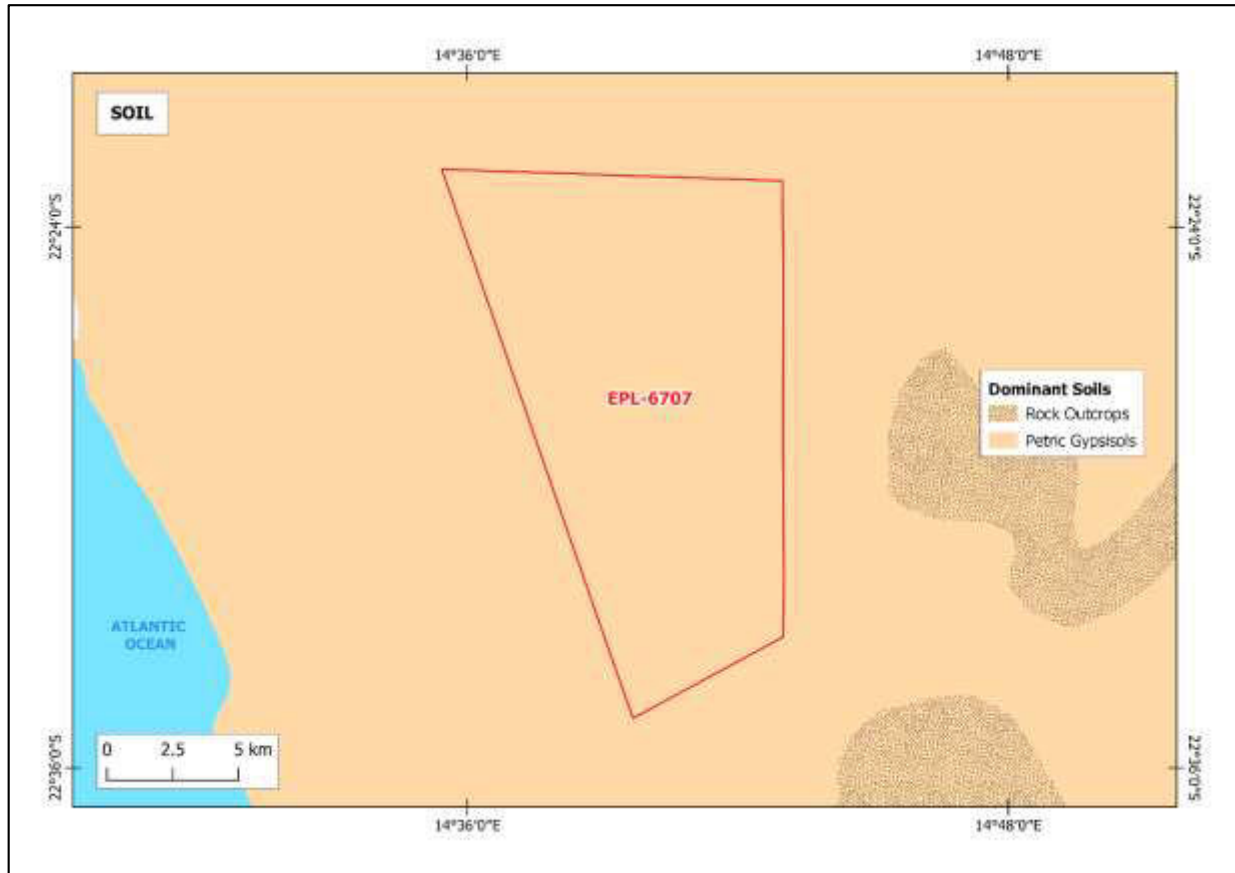 14°36'0"E
14°48'0"E
SOIL
22°24'0"S
22°24'0"S
EPL-6707
Dominant Soils
Rock Outcrops
Petric Gypsisols
ATLANTIC
OCEAN
0 2.5 5 km
22°36'0"S
22°36'0"S
14°36'0"E
14°48'0"E